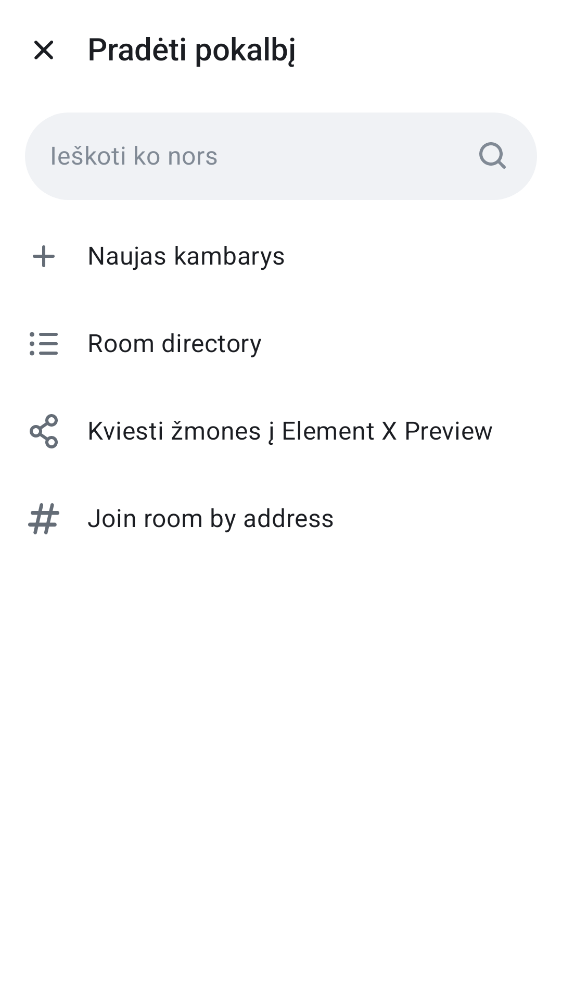 Pradėti pokalbį
Ieškoti ko nors
Naujas kambarys
Room directory
Kviesti žmones į Element X Preview
Join room by address